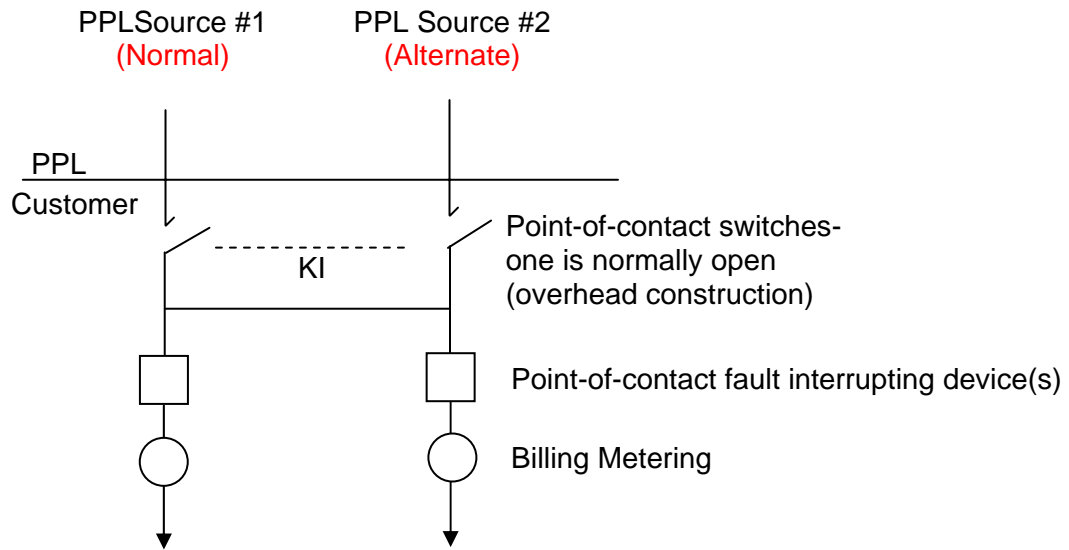 PPLSource #1
(Normal)
PPL Source #2
(Alternate)
PPL
Customer
KI
Point-of-contact switches-
one is normally open
(overhead construction)
Point-of-contact fault interrupting device(s)
Billing Metering